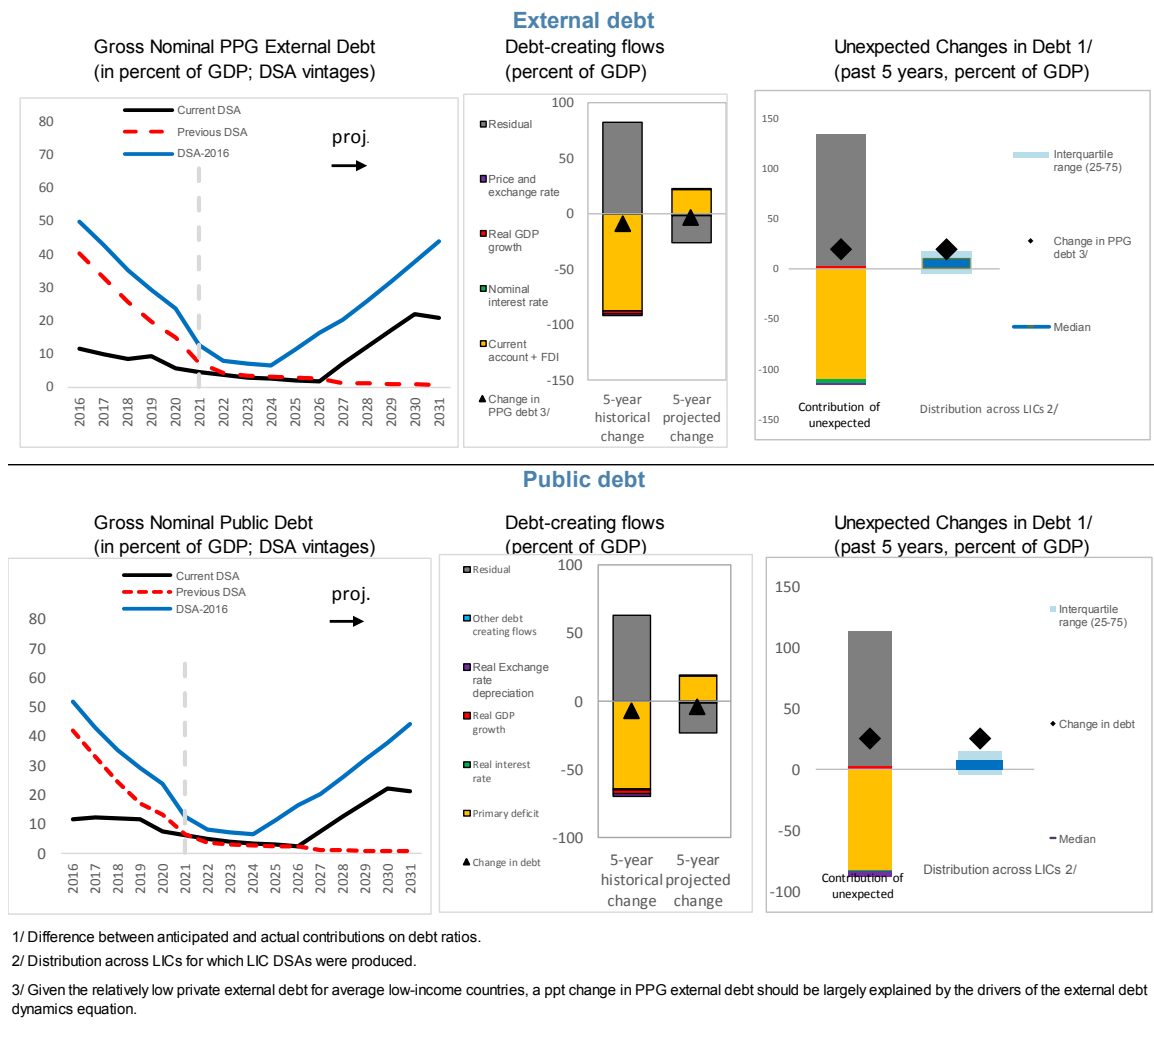 External debt
Gross Nominal PPG External Debt
(in percent of GDP; DSA vintages)
Debt-creating flows
(percent of GDP)
Unexpected Changes in Debt 1/
(past 5 years, percent of GDP)
Current DSA
Previous DSA
DSA-2016
proj.
80
70
60
50
40
30
20
10
0
2016
2017
2018
2019
2020
2021
2022
2023
2024
2025
2026
2027
2028
2029
2030
2031
Residual
Price and
exchange rate
Real GDP
growth
Nominal
interest rate
Current
account + FDI
Change in
PPG debt 3/
100
50
0
-50
-100
-150
5-year
historical
change
5-year
projected
change
150
100
50
0
-50
-100
-150
Interquartile
range (25-75)
Change in PPG
debt 3/
Median
Contribution of
unexpected
Distribution across LICs 2/
Public debt
Gross Nominal Public Debt
(in percent of GDP; DSA vintages)
Debt-creating flows
(percent of GDP)
Unexpected Changes in Debt 1/
(past 5 years, percent of GDP)
Current DSA
Previous DSA
DSA-2016
proj.
80
70
60
50
40
30
20
10
0
2016
2017
2018
2019
2020
2021
2022
2023
2024
2025
2026
2027
2028
2029
2030
2031
Residual
Other debt
creating flows
Real Exchange
rate
depreciation
Real GDP
growth
Real interest
rate
Primary deficit
Change in debt
100
50
0
-50
-100
5-year
historical
change
5-year
projected
change
150
100
50
0
-50
-100
Interquartile
range (25-75)
Change in debt
Median
Contribution of
unexpected
Distribution across LICs 2/
1/ Difference between anticipated and actual contributions on debt ratios.
2/ Distribution across LICs for which LIC DSAs were produced.
3/ Given the relatively low private external debt for average low-income countries, a ppt change in PPG external debt should be largely explained by the drivers of the external debt
dynamics equation.